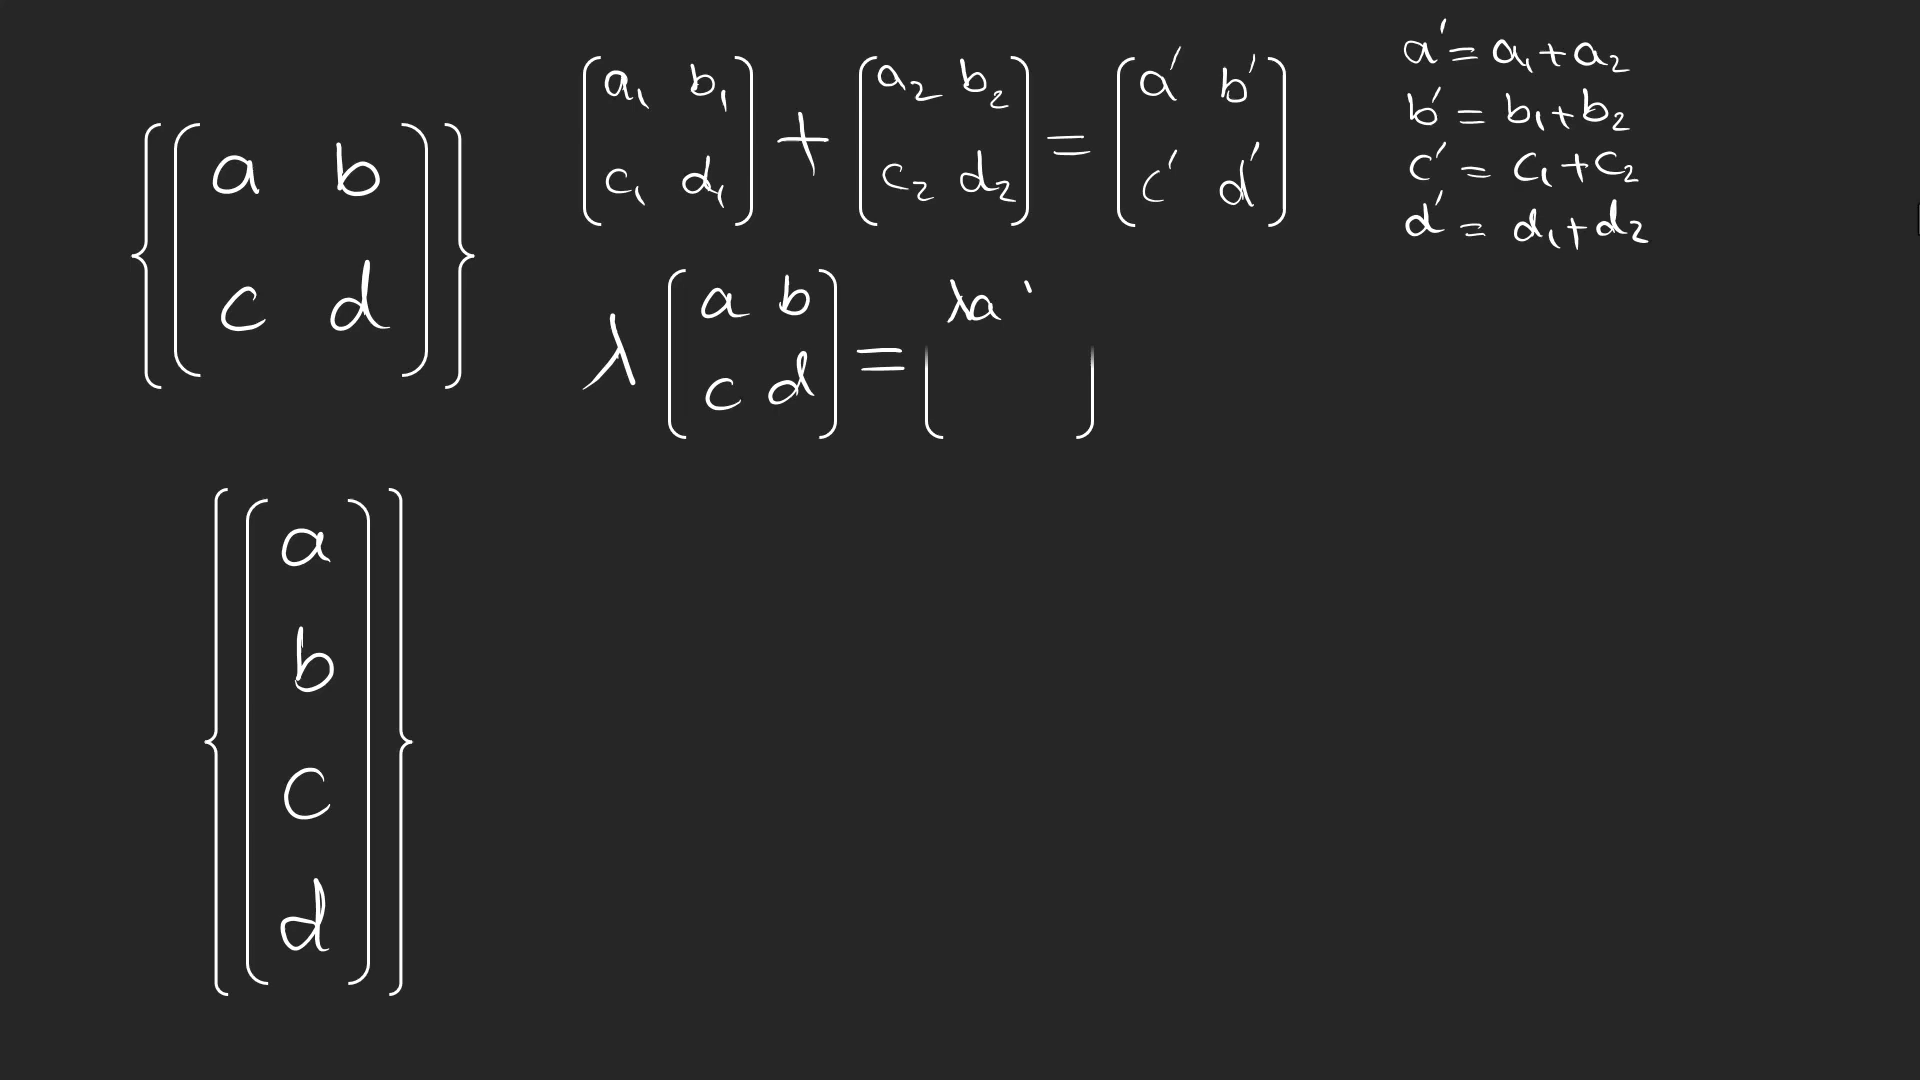 {[a b
c d]}
[a₁ b₁
c₁ d₁] + [a₂ b₂
c₂ d₂] = [a′ b′
c′ d′]
a′ = a₁ + a₂
b′ = b₁ + b₂
c′ = c₁ + c₂
d′ = d₁ + d₂
λ [a b
c d] = [λa
]
{[a
b
c
d]}